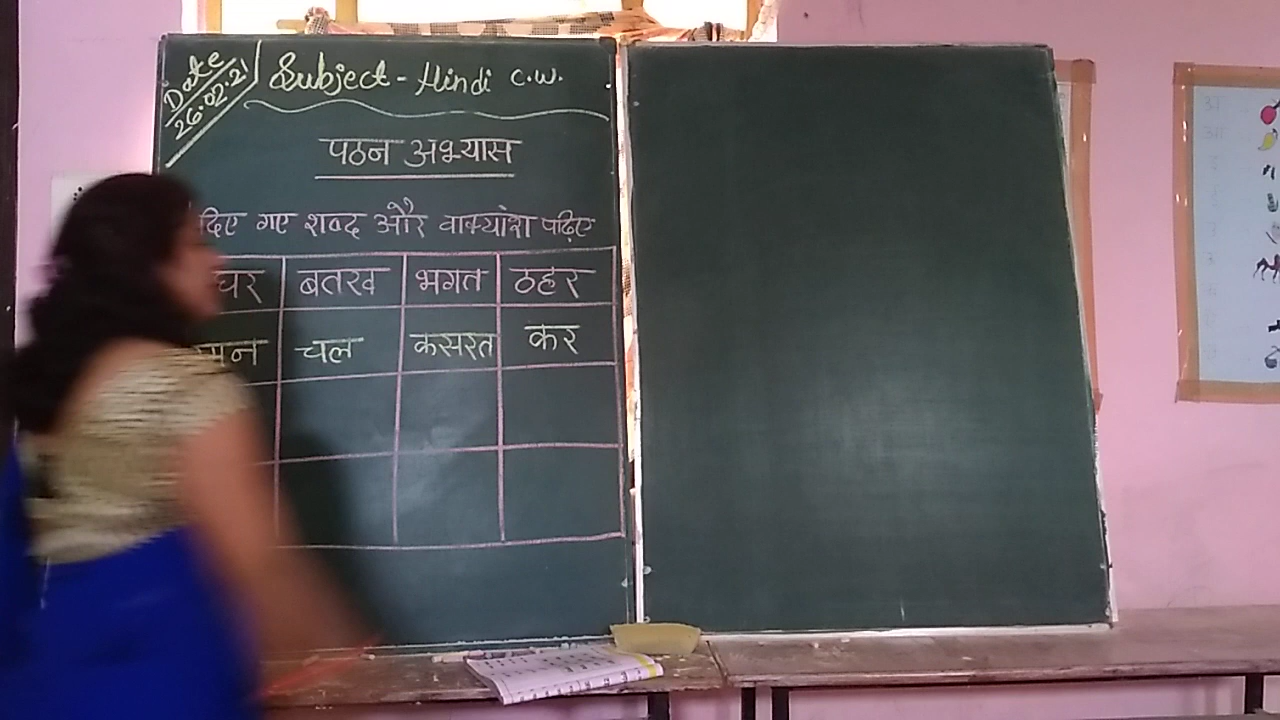 Date
26.02.21
Subject - Hindi C.W.
पठन अभ्यास
दिए गए शब्द और वाक्यांश पढ़िए
बतख भगत ठहर
चल कसरत कर